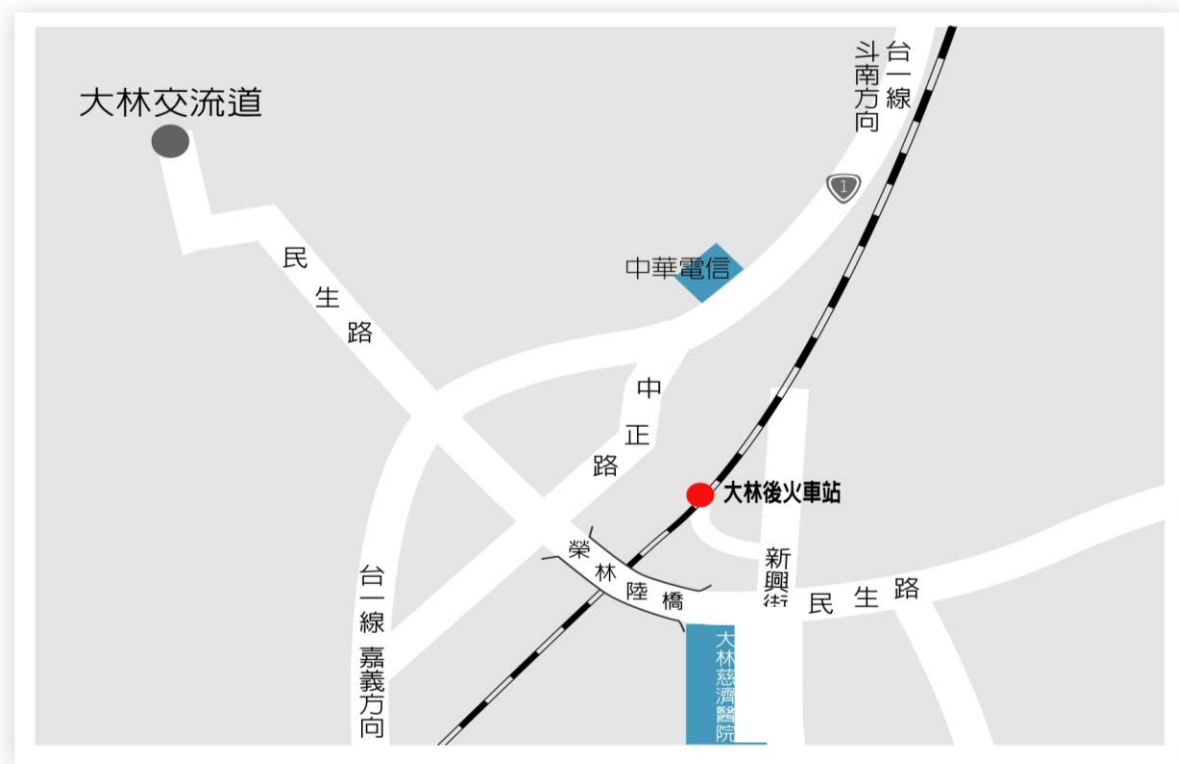 大林交流道
台一線
斗南方向
1
中華電信
民生路
中正路
大林後火車站
榮林陸橋
新興街
民生路
台一線 嘉義方向
大林慈濟醫院